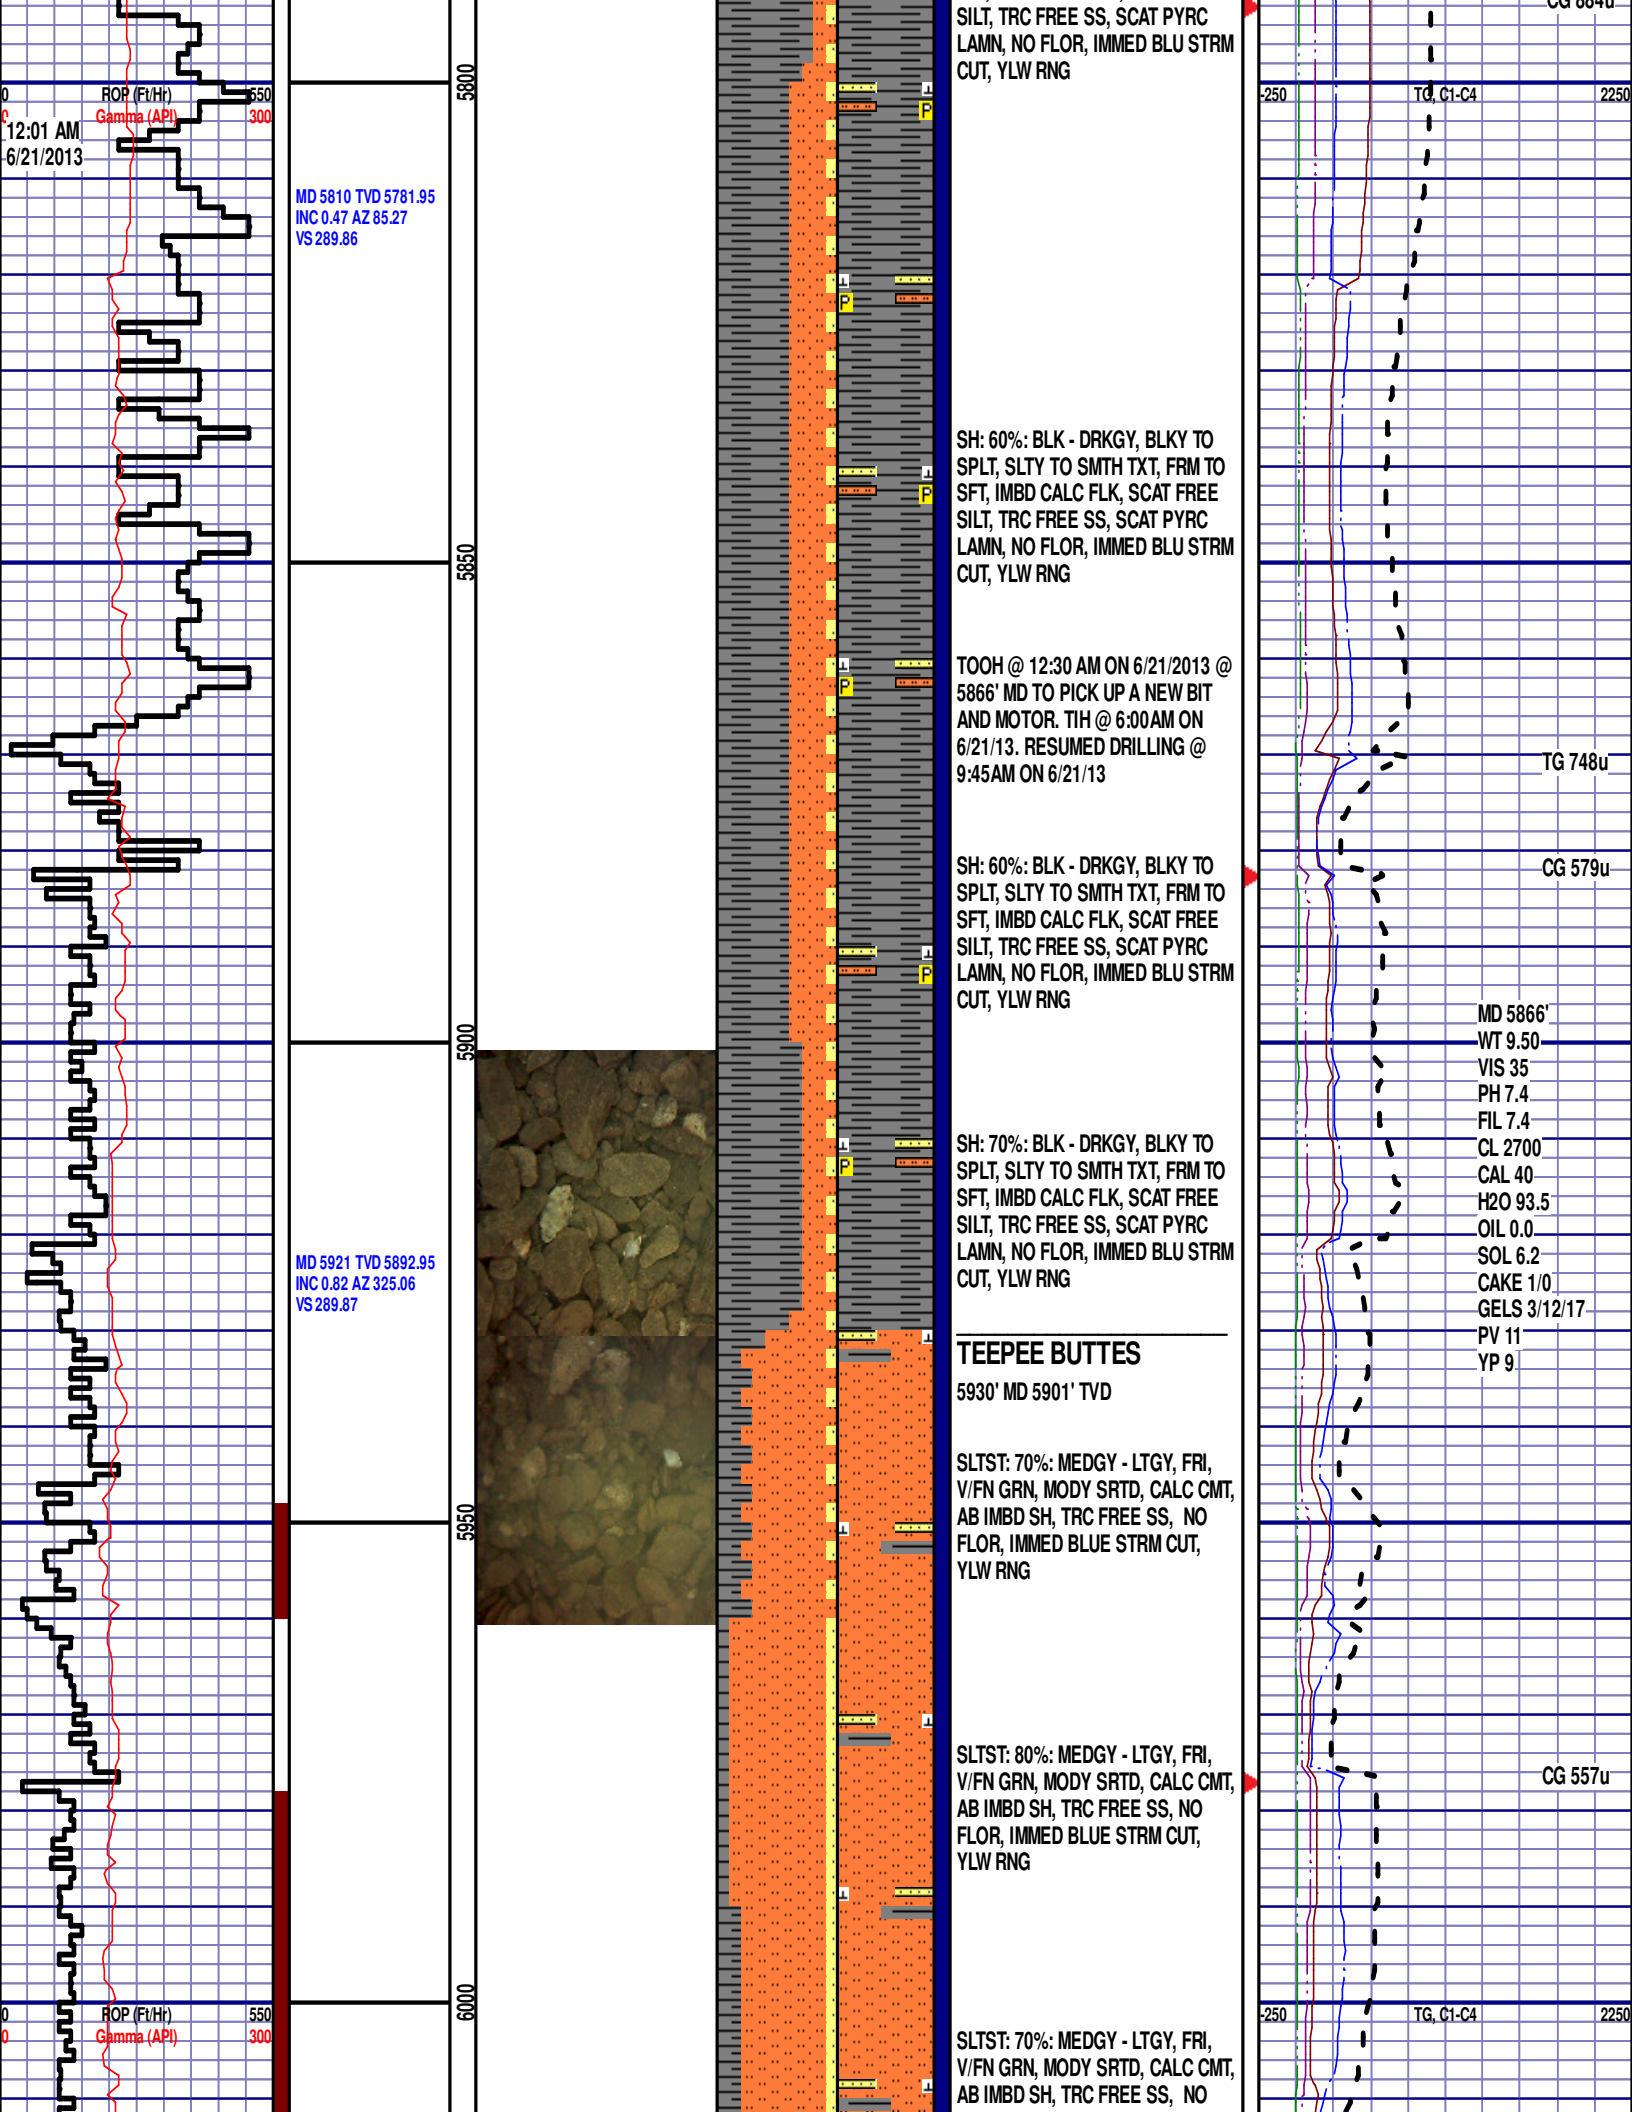 0 ROP (Ft/Hr) 550
0 Gamma (API) 300
12:01 AM
6/21/2013
MD 5810 TVD 5781.95
INC 0.47 AZ 85.27
VS 289.86
MD 5921 TVD 5892.95
INC 0.82 AZ 325.06
VS 289.87
0 ROP (Ft/Hr) 550
0 Gamma (API) 300
5800
5850
5900
5950
6000
P
P
P
P
P
P
SILT, TRC FREE SS, SCAT PYRC
LAMN, NO FLOR, IMMED BLU STRM
CUT, YLW RNG
SH: 60%: BLK - DRKGY, BLKY TO
SPLT, SLTY TO SMTH TXT, FRM TO
SFT, IMBD CALC FLK, SCAT FREE
SILT, TRC FREE SS, SCAT PYRC
LAMN, NO FLOR, IMMED BLU STRM
CUT, YLW RNG
TOOH @ 12:30 AM ON 6/21/2013 @
5866' MD TO PICK UP A NEW BIT
AND MOTOR. TIH @ 6:00AM ON
6/21/13. RESUMED DRILLING @
9:45AM ON 6/21/13
SH: 60%: BLK - DRKGY, BLKY TO
SPLT, SLTY TO SMTH TXT, FRM TO
SFT, IMBD CALC FLK, SCAT FREE
SILT, TRC FREE SS, SCAT PYRC
LAMN, NO FLOR, IMMED BLU STRM
CUT, YLW RNG
SH: 70%: BLK - DRKGY, BLKY TO
SPLT, SLTY TO SMTH TXT, FRM TO
SFT, IMBD CALC FLK, SCAT FREE
SILT, TRC FREE SS, SCAT PYRC
LAMN, NO FLOR, IMMED BLU STRM
CUT, YLW RNG
TEEPEE BUTTES
5930' MD 5901' TVD
SLTST: 70%: MEDGY - LTGY, FRI,
V/FN GRN, MODY SRTD, CALC CMT,
AB IMBD SH, TRC FREE SS, NO
FLOR, IMMED BLUE STRM CUT,
YLW RNG
SLTST: 80%: MEDGY - LTGY, FRI,
V/FN GRN, MODY SRTD, CALC CMT,
AB IMBD SH, TRC FREE SS, NO
FLOR, IMMED BLUE STRM CUT,
YLW RNG
SLTST: 70%: MEDGY - LTGY, FRI,
V/FN GRN, MODY SRTD, CALC CMT,
AB IMBD SH, TRC FREE SS, NO
CG 884u
-250 TG, C1-C4 2250
TG 748u
CG 579u
MD 5866'
WT 9.50
VIS 35
PH 7.4
FIL 7.4
CL 2700
CAL 40
H2O 93.5
OIL 0.0
SOL 6.2
CAKE 1/0
GELS 3/12/17
PV 11
YP 9
CG 557u
-250 TG, C1-C4 2250